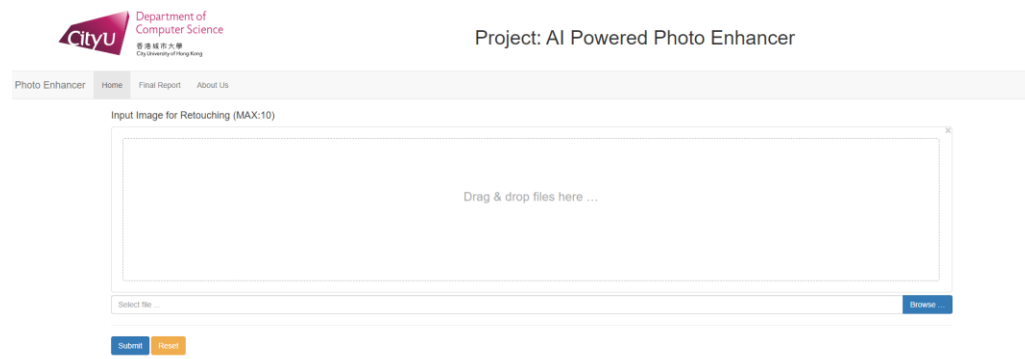 CityU
Department of
Computer Science
香港城市大學
City University of Hong Kong
Project: AI Powered Photo Enhancer
Photo Enhancer Home Final Report About Us
Input Image for Retouching (MAX:10)
×
Drag & drop files here …
Select file ...
Browse ...
Submit Reset